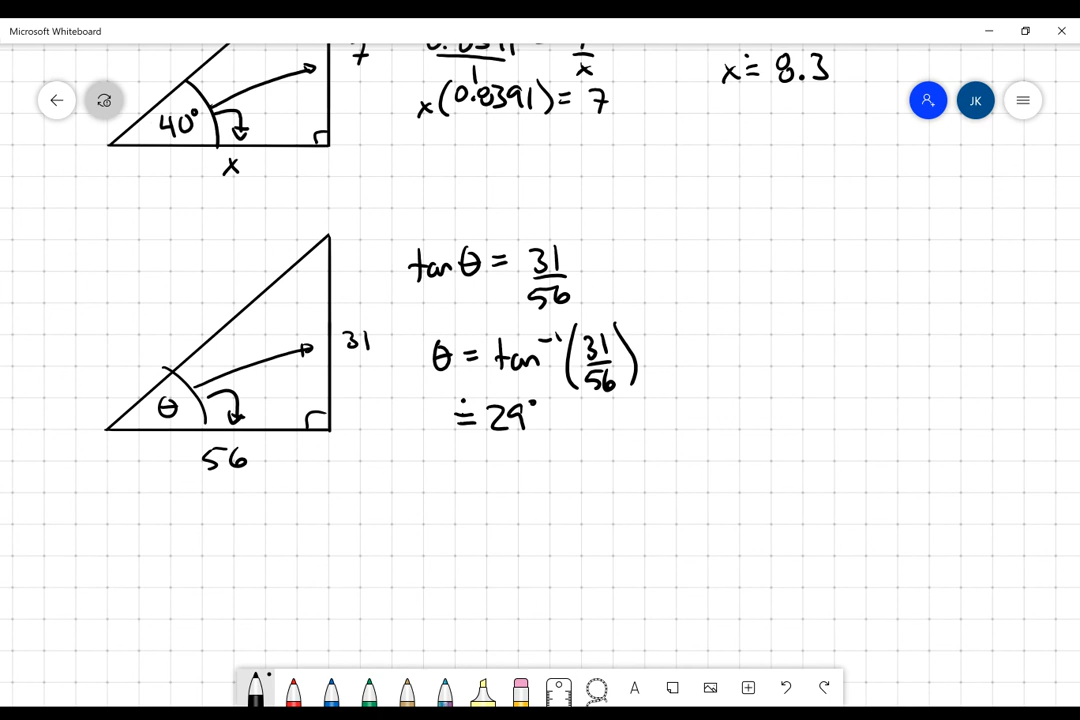 Microsoft Whiteboard
7
x
x(0.8391) = 7
x ≐ 8.3
40°
x
JK
tan θ = 31/56
31
θ = tan⁻¹(31/56)
θ
≐ 29°
56
A